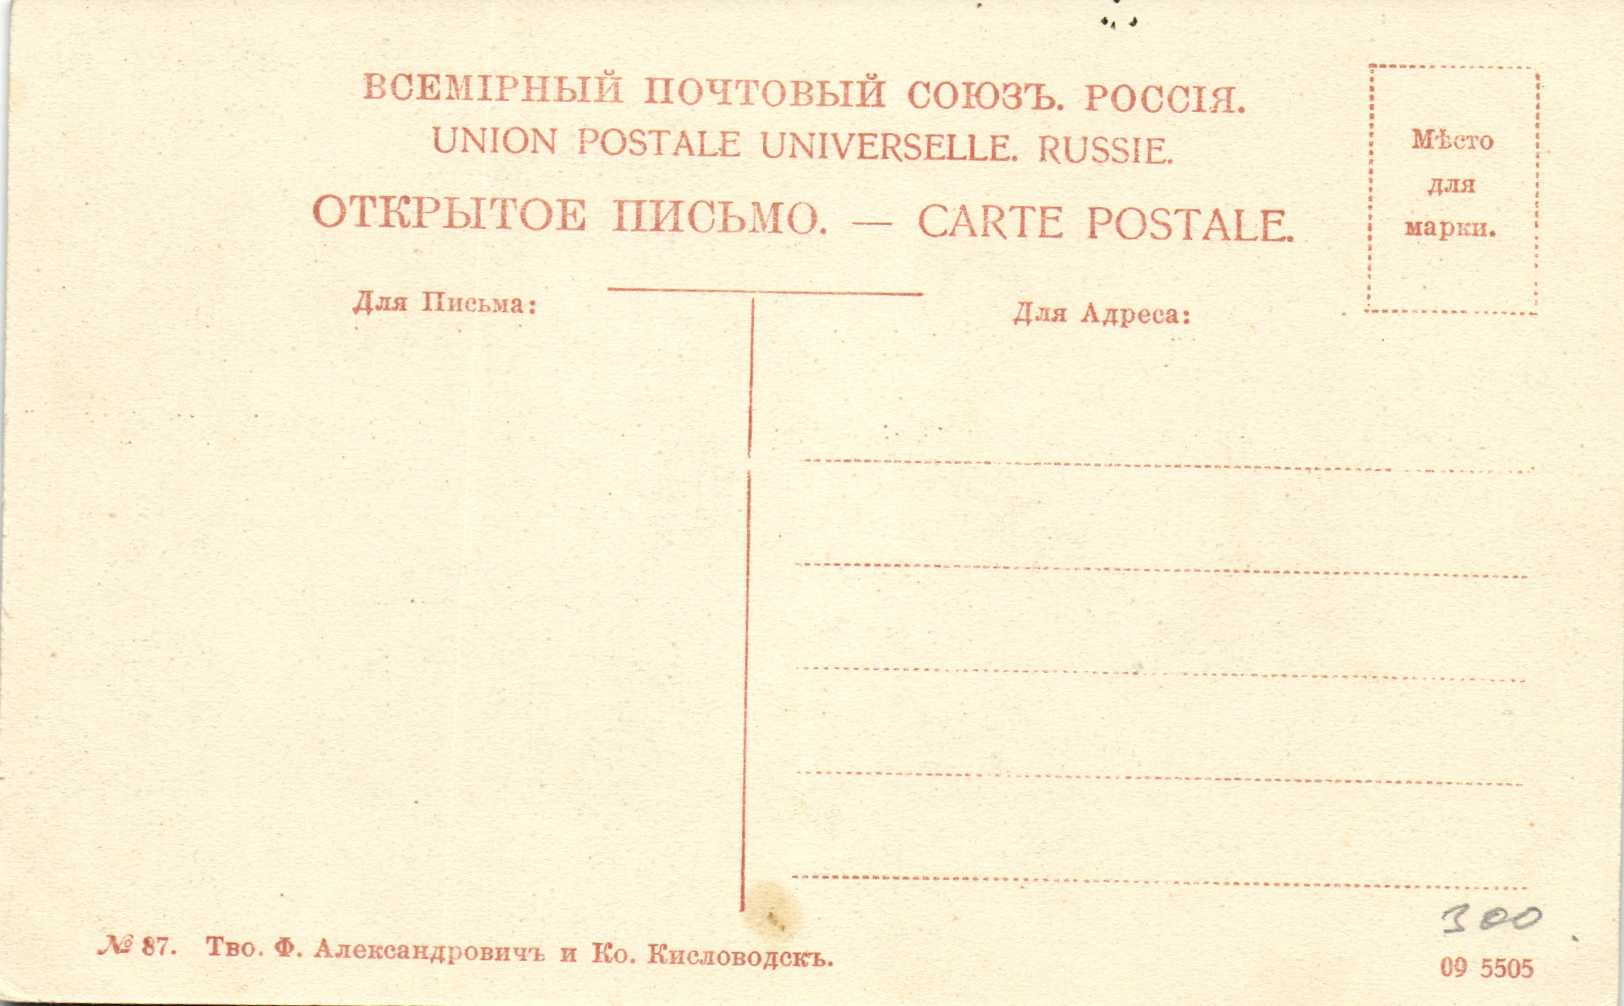 ВСЕМІРНЫЙ ПОЧТОВЫЙ СОЮЗЪ. РОССІЯ.
UNION POSTALE UNIVERSELLE. RUSSIE.
ОТКРЫТОЕ ПИСЬМО. — CARTE POSTALE.
Мѣсто
для
марки.
Для Письма:
Для Адреса:
300
№ 87. Тво. Ф. Александровичъ и Ко. Кисловодскъ.
09 5505